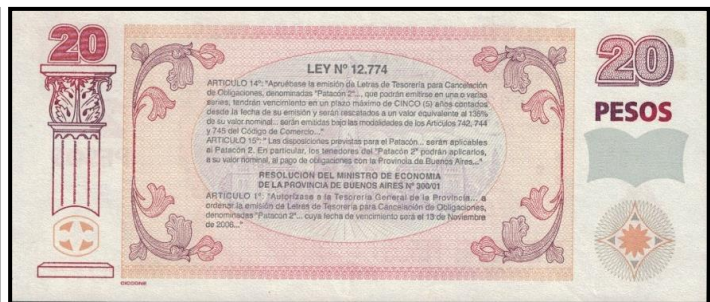 20
20
PESOS
LEY Nº 12.774
ARTICULO 14º: "Apruébase la emisión de Letras de Tesorería para Cancelación
de Obligaciones, denominadas "Patacón 2"..., que podrán emitirse en una o varias
series, tendrán vencimiento en un plazo máximo de CINCO (5) años contados
desde la fecha de su emisión y serán rescatados a un valor equivalente al 135%
de su valor nominal... serán emitidas bajo las modalidades de los Artículos 742, 744
y 745 del Código de Comercio..."
ARTICULO 15º: " Las disposiciones previstas para el Patacón... serán aplicables
al Patacón 2. En particular, los tenedores del "Patacón 2" podrán aplicarlos,
a su valor nominal, al pago de obligaciones con la Provincia de Buenos Aires..."
RESOLUCION DEL MINISTRO DE ECONOMIA
DE LA PROVINCIA DE BUENOS AIRES Nº 300/01
ARTICULO 1º: "Autorízase a la Tesorería General de la Provincia... a
ordenar la emisión de Letras de Tesorería para Cancelación de Obligaciones,
denominadas "Patacón 2"... cuya fecha de vencimiento será el 13 de Noviembre
de 2006..."
CICCONE